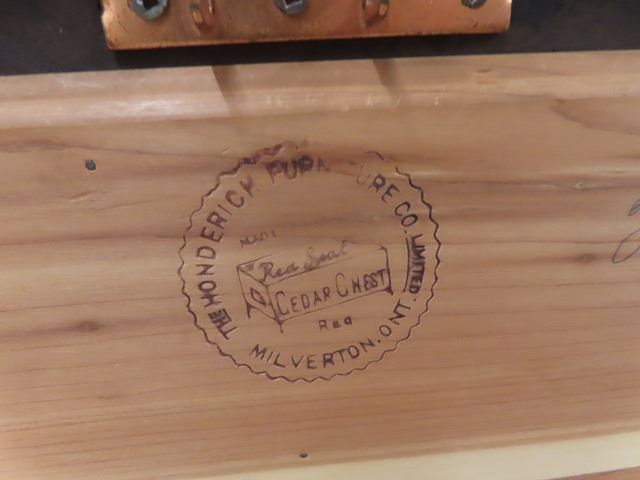 THE HONDERICH FURNITURE CO. LIMITED.
MILVERTON. ONT.
Red Seal
CEDAR CHEST
Reg